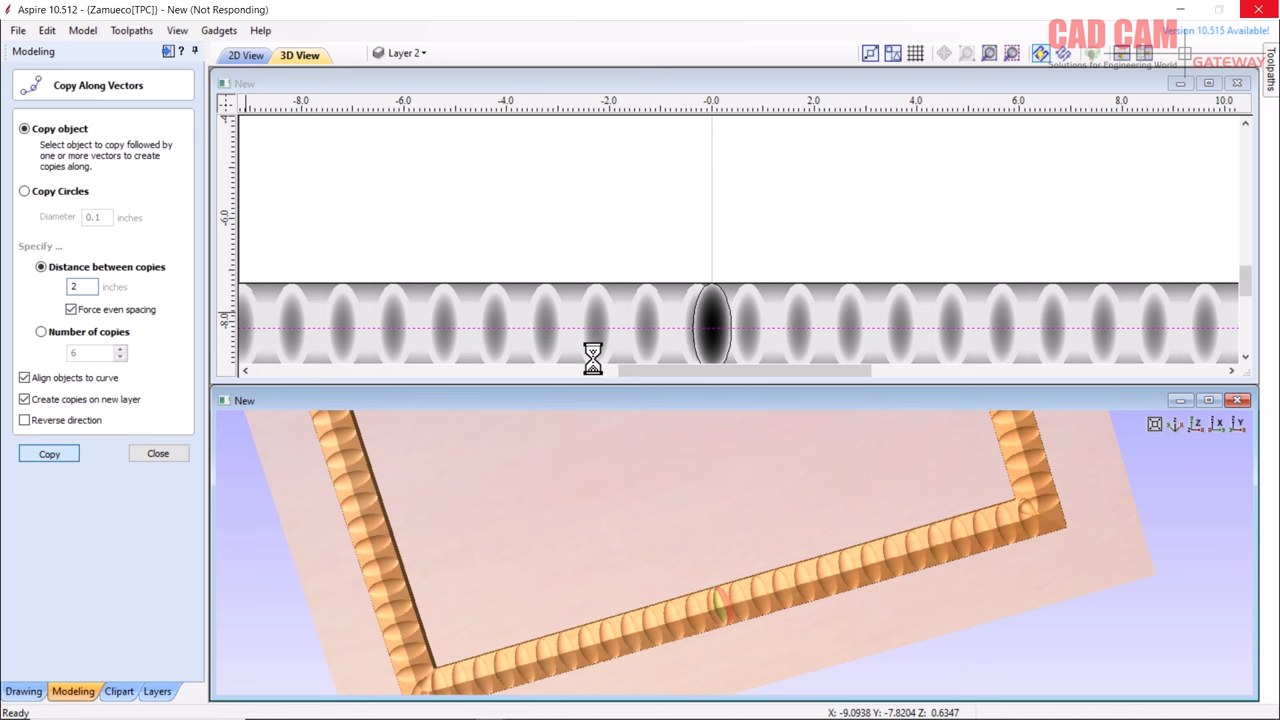 Aspire 10.512 - {Zamueco[TPC]} - New (Not Responding)
File Edit Model Toolpaths View Gadgets Help
Version 10.515 Available!
CAD CAM
Solutions for Engineering World
GATEWAY
Modeling
2D View
3D View
Layer 2
Toolpaths
Copy Along Vectors
New
-8.0 -6.0 -4.0 -2.0 -0.0 2.0 4.0 6.0 8.0 10.0
-6.0
-8.0
Copy object
Select object to copy followed by
one or more vectors to create
copies along.
Copy Circles
Diameter 0.1 inches
Specify ...
Distance between copies
2 inches
Force even spacing
Number of copies
6
Align objects to curve
Create copies on new layer
Reverse direction
Copy
Close
New
Z X Y
Drawing Modeling Clipart Layers
Ready
X: -9.0938 Y: -7.8204 Z: 0.6347